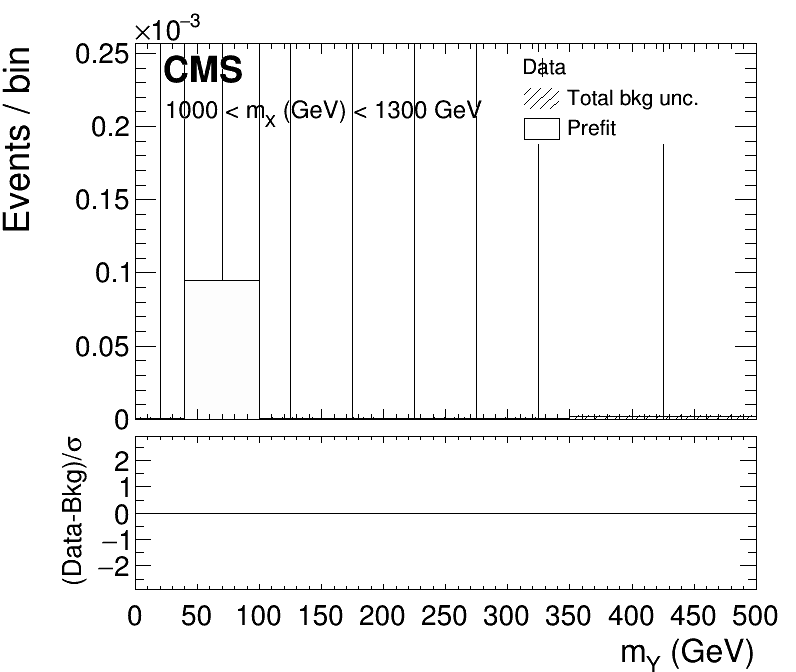 ×10⁻³
Events / bin
0.25
0.2
0.15
0.1
0.05
0
CMS
1000 < mX (GeV) < 1300 GeV
Data
Total bkg unc.
Prefit
(Data-Bkg)/σ
2
1
0
−1
−2
0 50 100 150 200 250 300 350 400 450 500
mY (GeV)